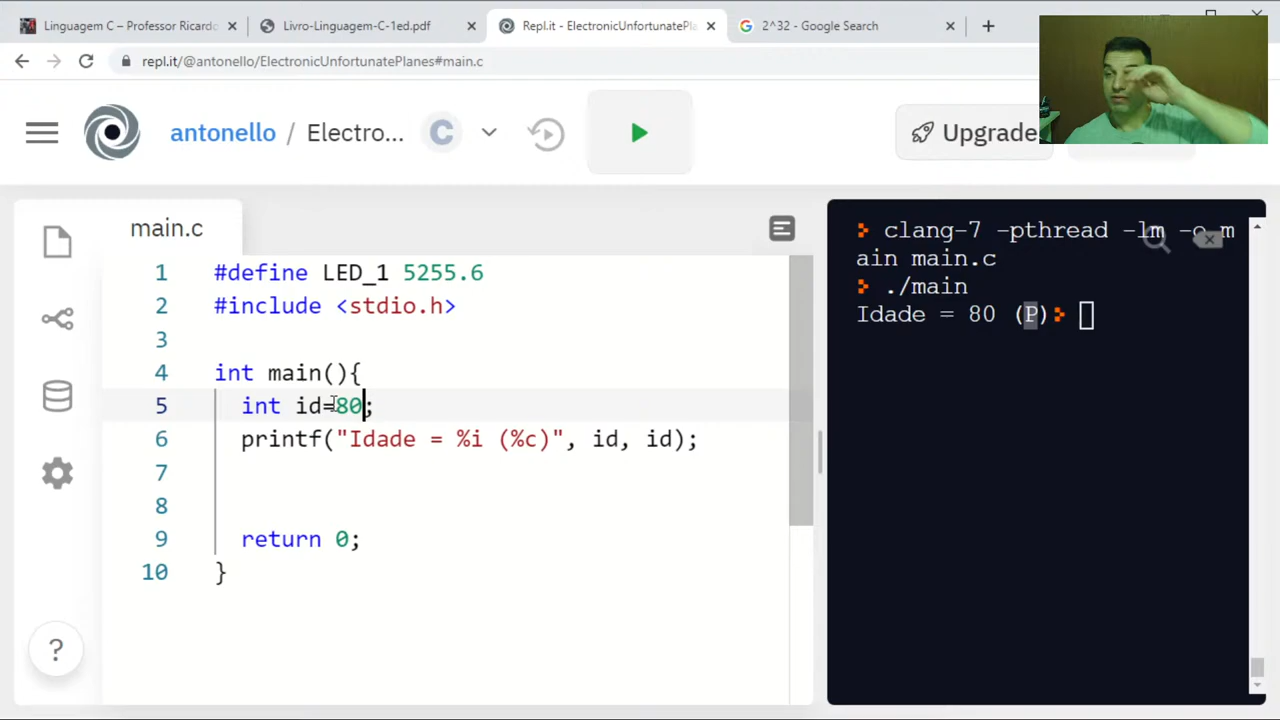 Linguagem C – Professor Ricardo
Livro-Linguagem-C-1ed.pdf
Repl.it - ElectronicUnfortunatePla
2^32 - Google Search
repl.it/@antonello/ElectronicUnfortunatePlanes#main.c
antonello / Electro...
C
Upgrade
main.c
1 #define LED_1 5255.6
2 #include <stdio.h>
3
4 int main(){
5 int id=80;
6 printf("Idade = %i (%c)", id, id);
7
8
9 return 0;
10 }
?
clang-7 -pthread -lm -o m
ain main.c
./main
Idade = 80 (P)